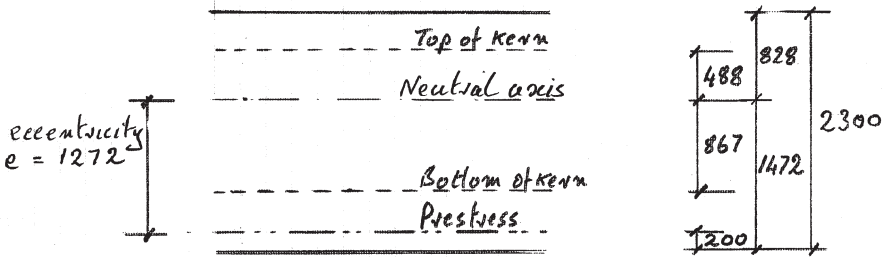 Top of kern
828
488
Neutral axis
eccentricity
e = 1272
2300
867
1472
Bottom of kern
Prestress
200